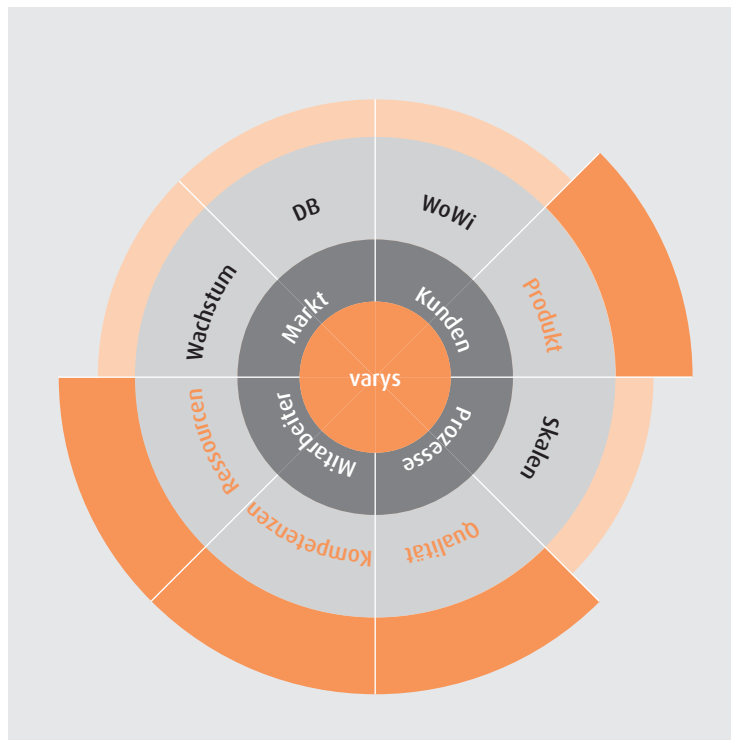 DB
WoWi
Wachstum
Markt
Kunden
Produkt
varys
Ressourcen
Mitarbeiter
Prozesse
Skalen
Kompetenzen
Qualität